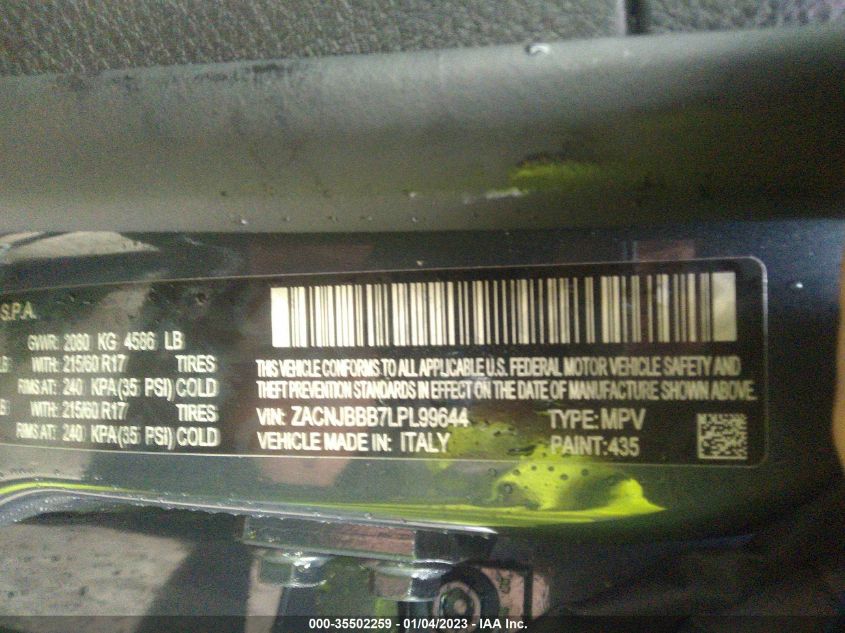 S.P.A.
GVWR: 2080 KG 4586 LB
LB WITH: 215/60 R17 TIRES
RIMS AT: 240 KPA(35 PSI) COLD
LB) WITH: 215/60 R17 TIRES
RIMS AT: 240 KPA(35 PSI) COLD
THIS VEHICLE CONFORMS TO ALL APPLICABLE U.S. FEDERAL MOTOR VEHICLE SAFETY AND
THEFT PREVENTION STANDARDS IN EFFECT ON THE DATE OF MANUFACTURE SHOWN ABOVE.
VIN: ZACNJBBB7LPL99644 TYPE: MPV
VEHICLE MADE IN: ITALY PAINT: 435
000-35502259 - 01/04/2023 - IAA Inc.